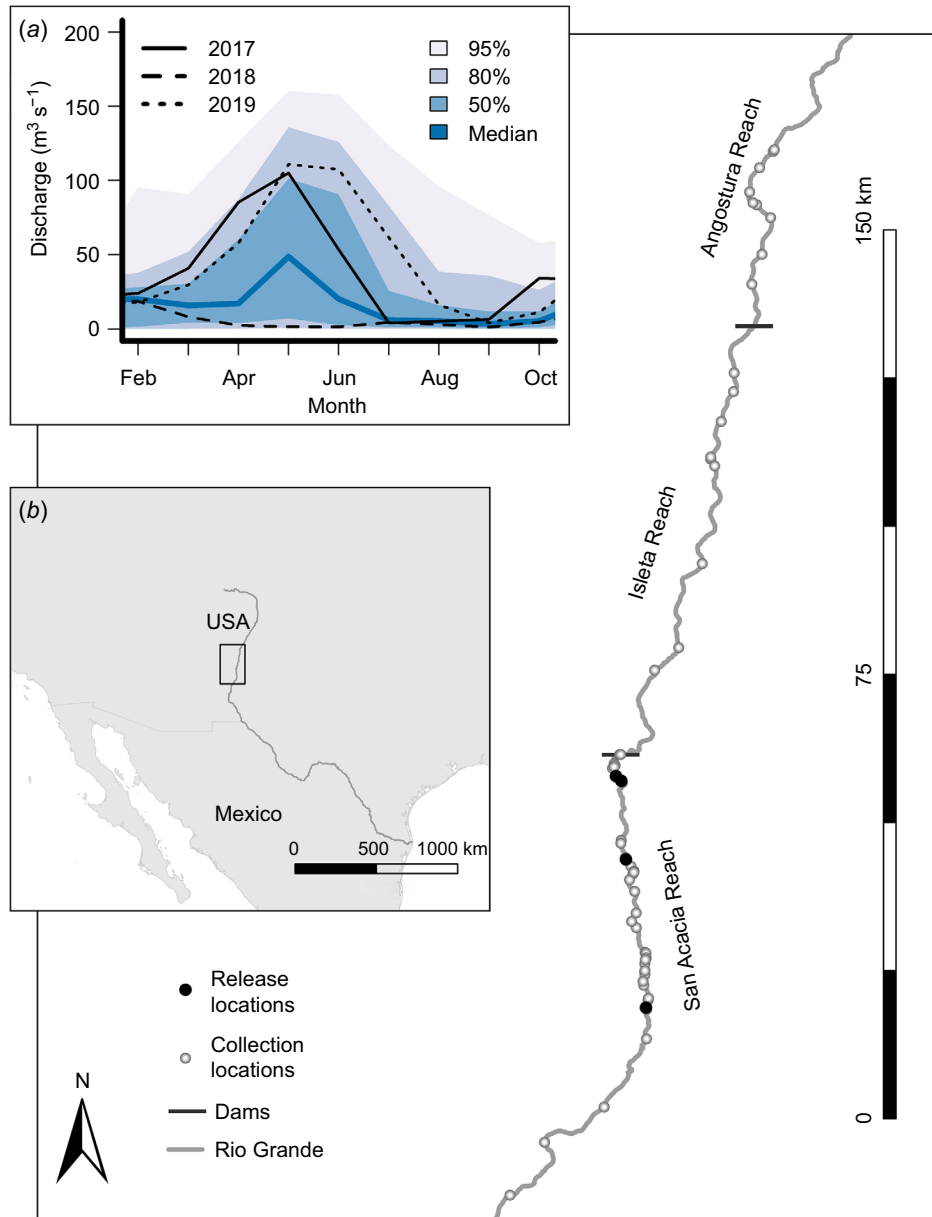 (a)
200
150
100
50
0
Discharge (m³ s⁻¹)
2017
2018
2019
95%
80%
50%
Median
Feb
Apr
Jun
Aug
Oct
Month
(b)
USA
Mexico
0
500
1000 km
Release
locations
Collection
locations
Dams
Rio Grande
N
Angostura Reach
Isleta Reach
San Acacia Reach
150 km
75
0